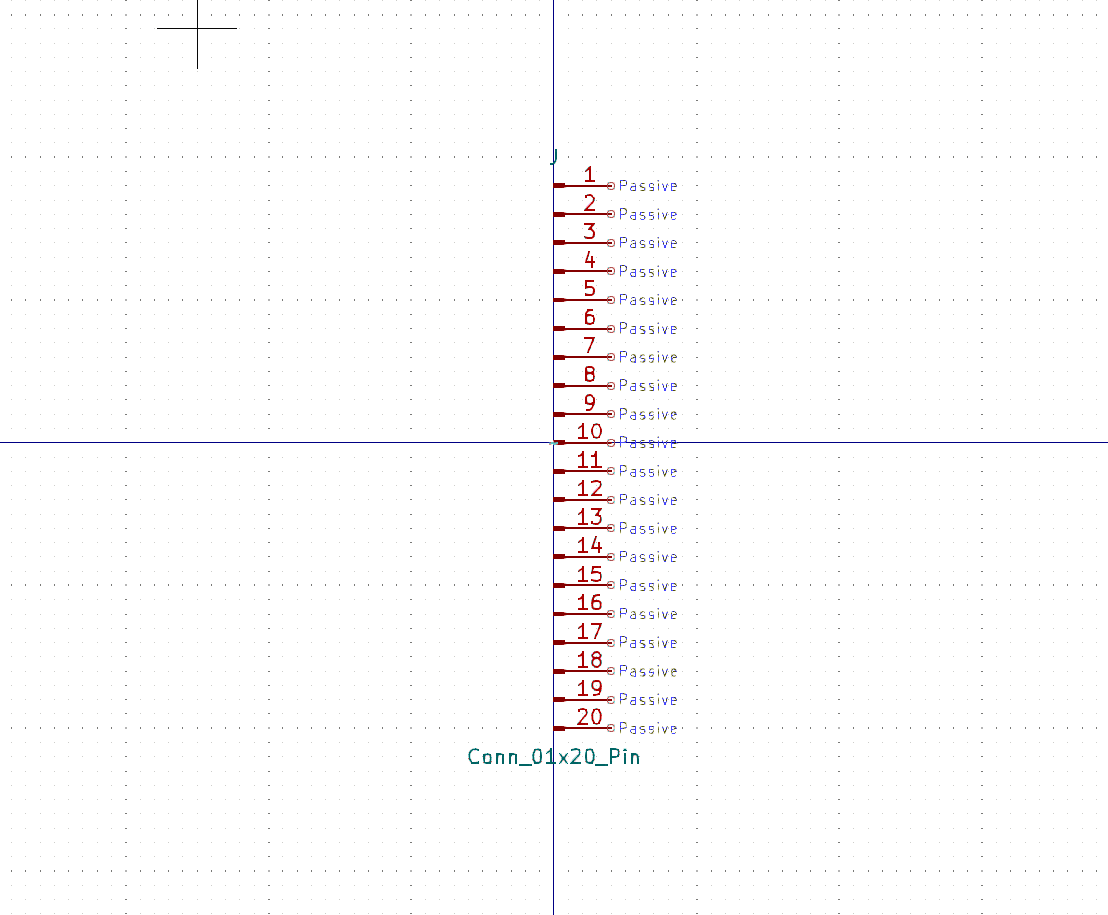 J
1 Passive
2 Passive
3 Passive
4 Passive
5 Passive
6 Passive
7 Passive
8 Passive
9 Passive
10 Passive
11 Passive
12 Passive
13 Passive
14 Passive
15 Passive
16 Passive
17 Passive
18 Passive
19 Passive
20 Passive
Conn_01x20_Pin